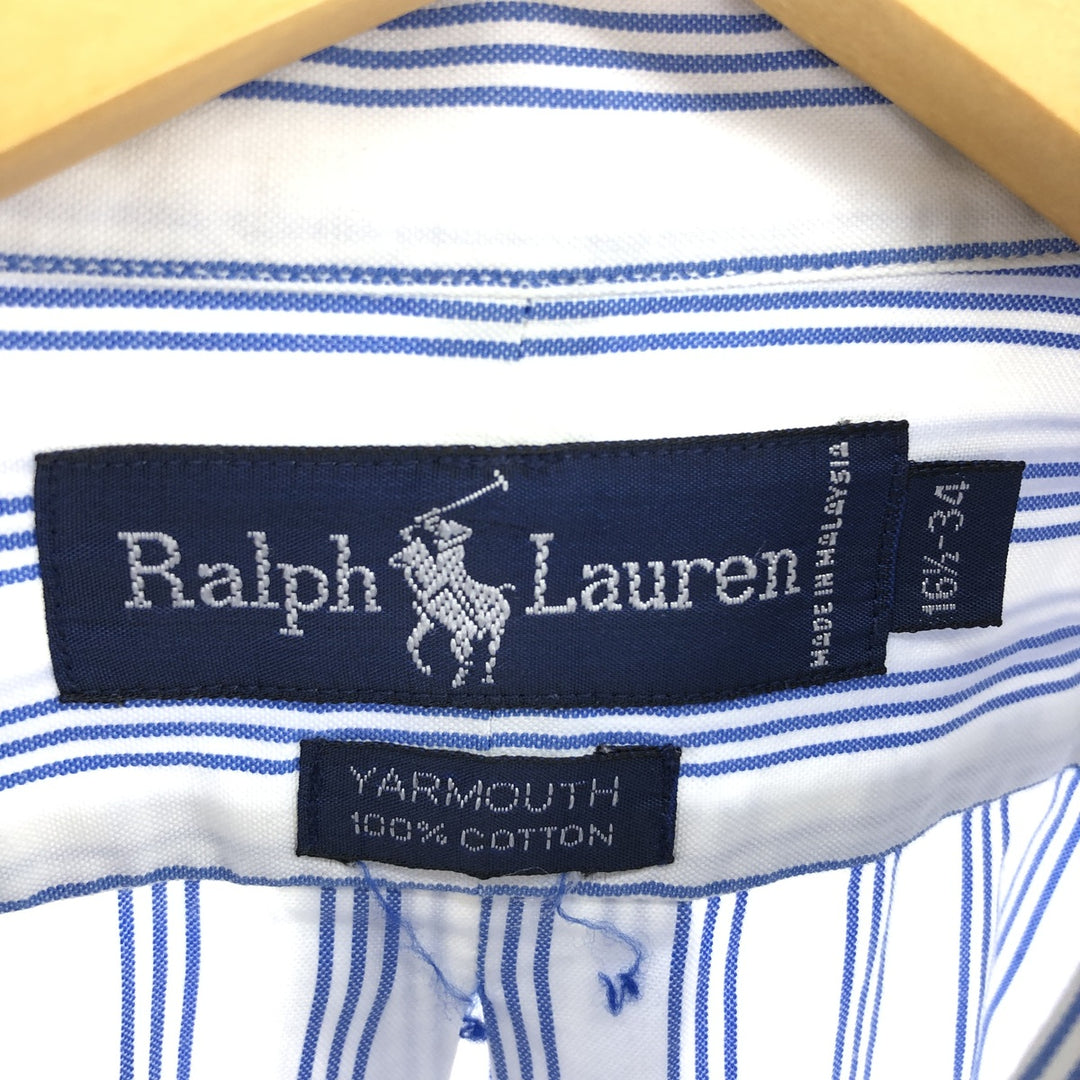 Ralph Lauren
MADE IN MALAYSIA
16½-34
YARMOUTH
100% COTTON